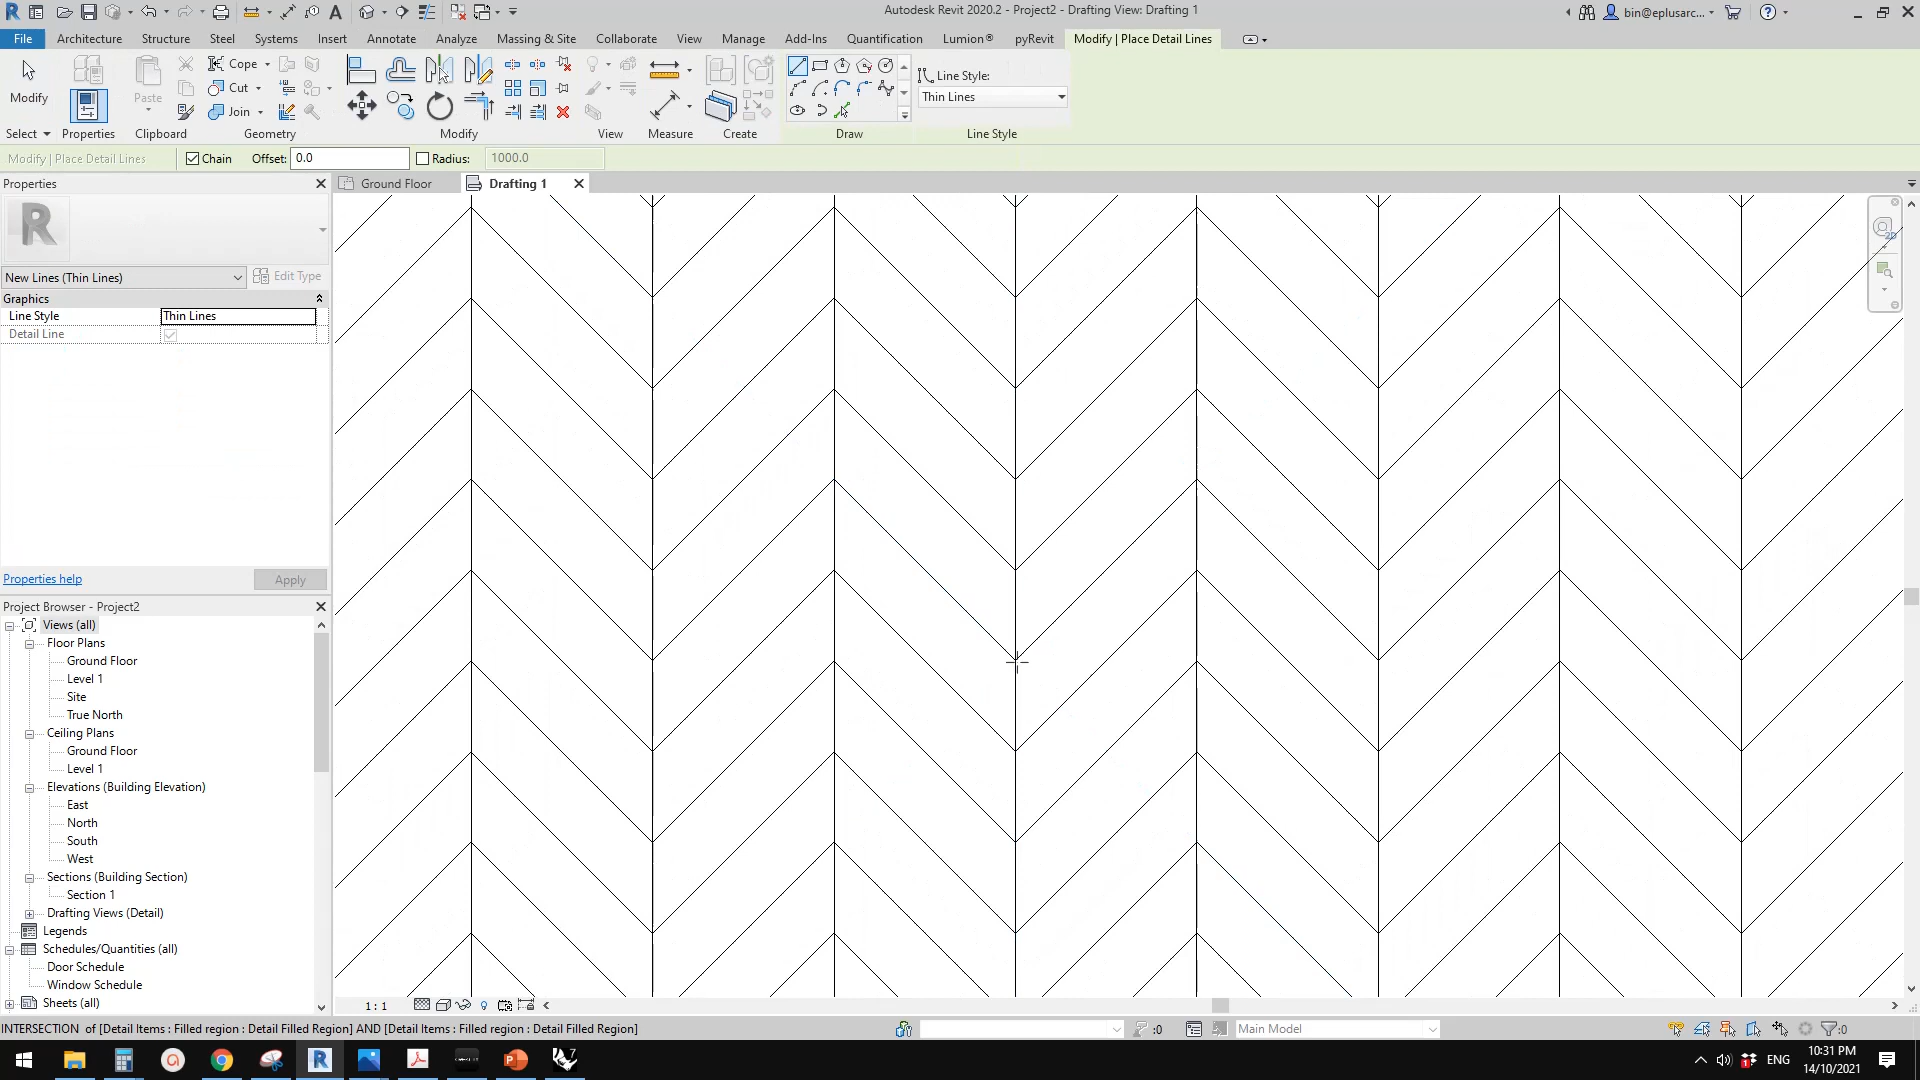 Autodesk Revit 2020.2 - Project2 - Drafting View: Drafting 1
bin@eplusarc...
File Architecture Structure Steel Systems Insert Annotate Analyze Massing & Site Collaborate View Manage Add-Ins Quantification Lumion® pyRevit Modify | Place Detail Lines
Modify
Paste
Cope
Cut
Join
Line Style:
Thin Lines
Select Properties Clipboard Geometry Modify View Measure Create Draw Line Style
Modify | Place Detail Lines Chain Offset: 0.0 Radius: 1000.0
Properties
Ground Floor Drafting 1
2D
New Lines (Thin Lines) Edit Type
Graphics
Line Style Thin Lines
Detail Line
Properties help Apply
Project Browser - Project2
Views (all)
Floor Plans
Ground Floor
Level 1
Site
True North
Ceiling Plans
Ground Floor
Level 1
Elevations (Building Elevation)
East
North
South
West
Sections (Building Section)
Section 1
Drafting Views (Detail)
Legends
Schedules/Quantities (all)
Door Schedule
Window Schedule
Sheets (all)
1 : 1
INTERSECTION of [Detail Items : Filled region : Detail Filled Region] AND [Detail Items : Filled region : Detail Filled Region]
:0 Main Model :0
ENG
10:31 PM
14/10/2021